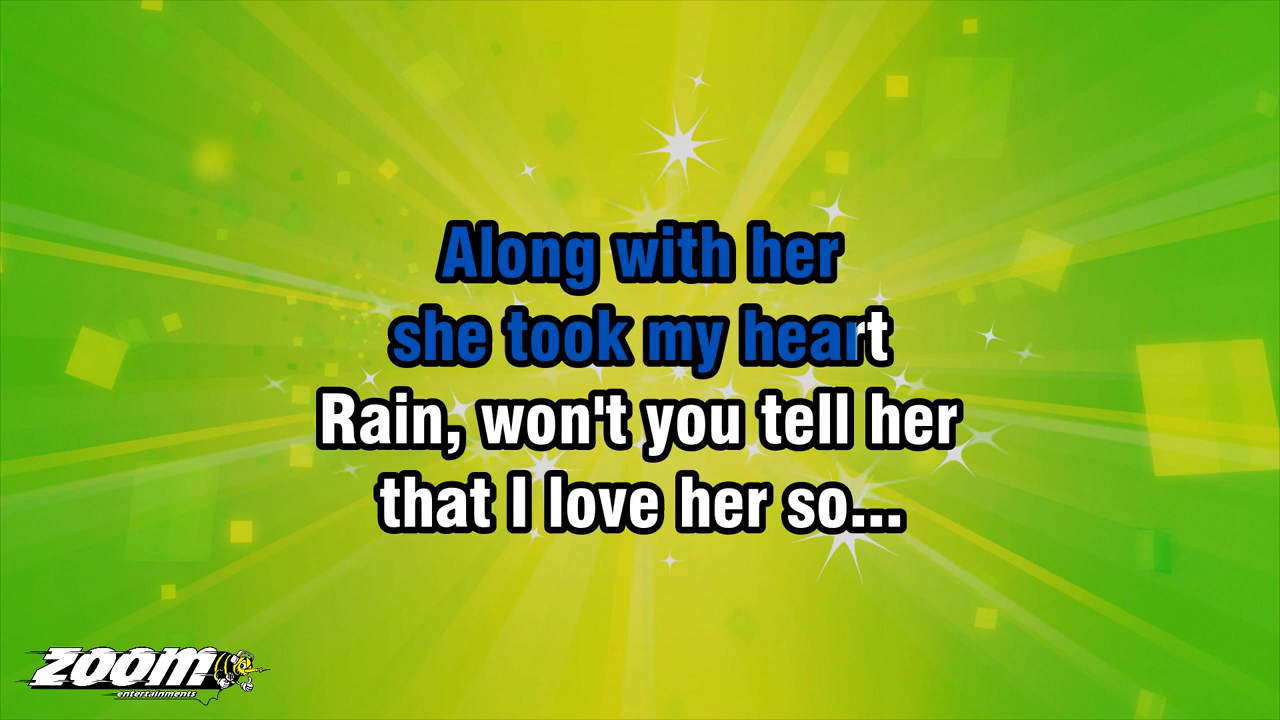 Along with her
she took my heart
Rain, won't you tell her
that I love her so...
zoom
entertainments